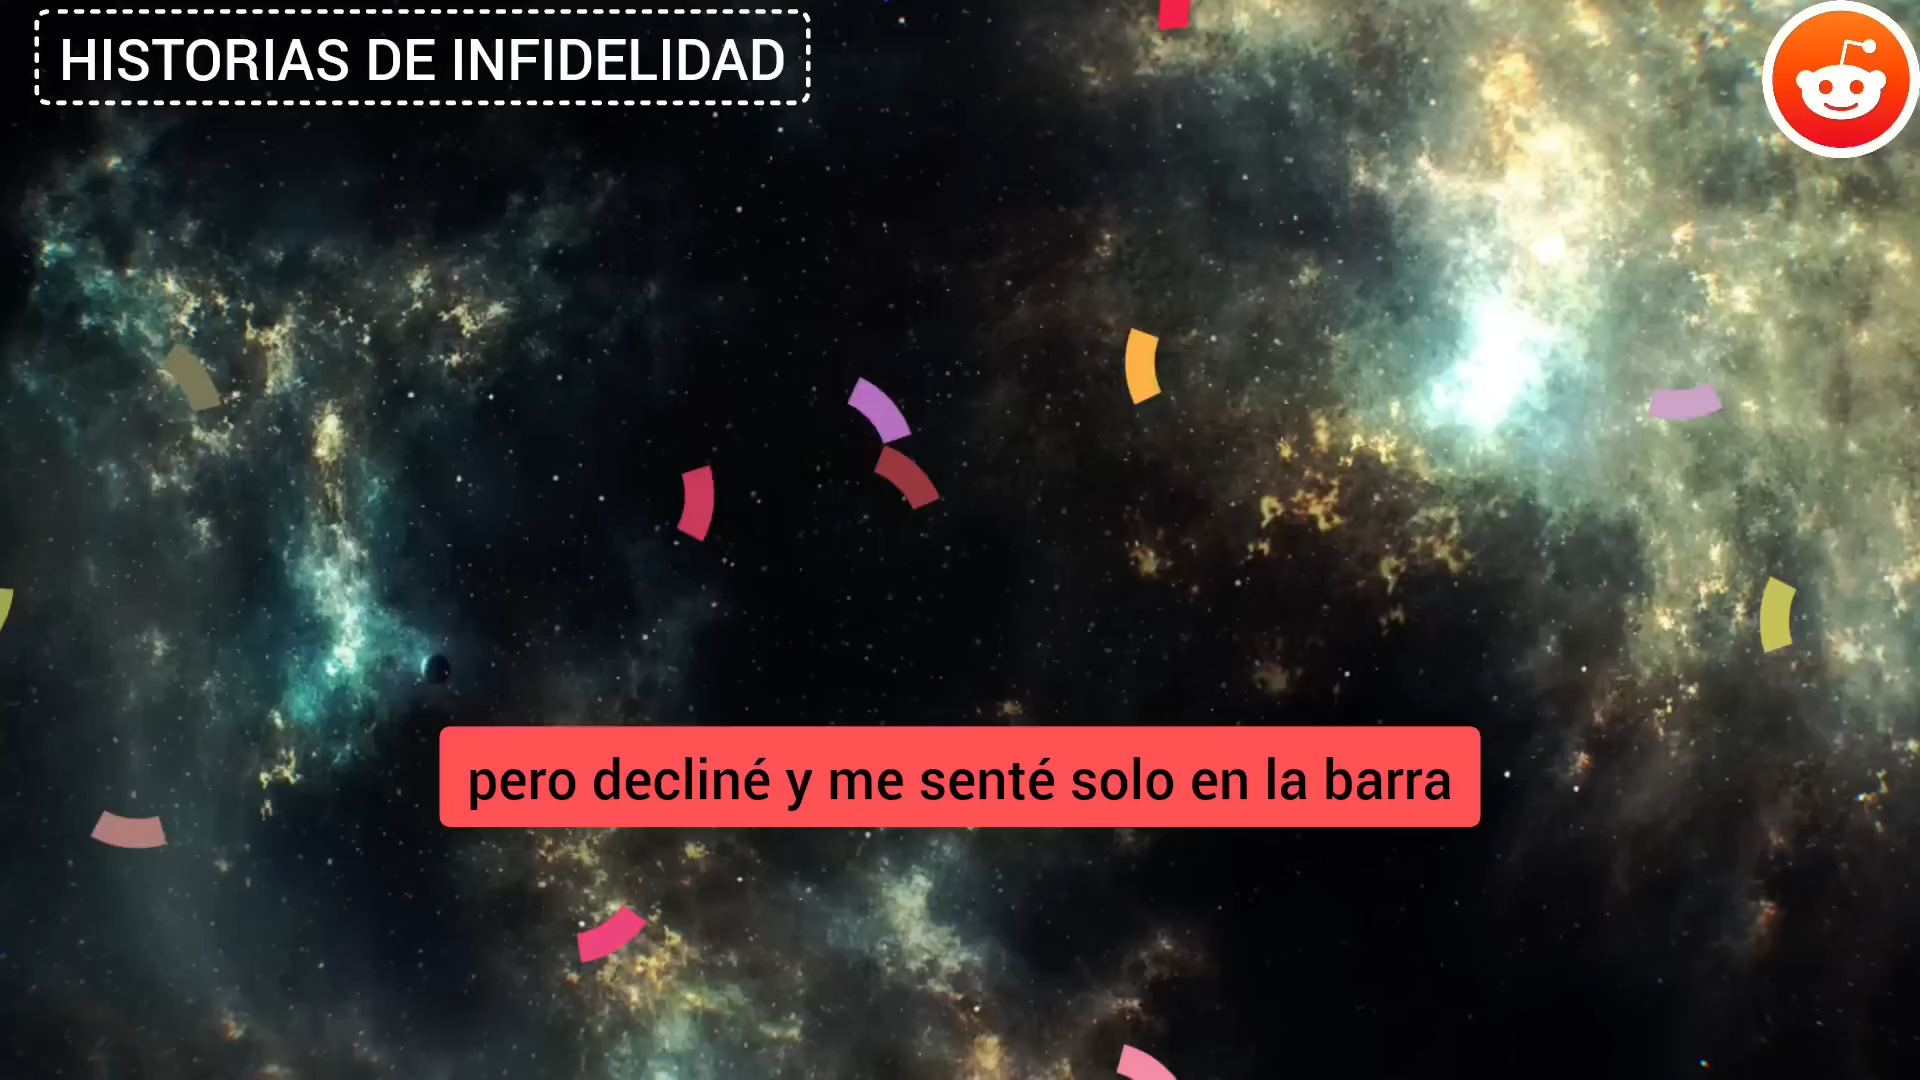 HISTORIAS DE INFIDELIDAD
pero decliné y me senté solo en la barra